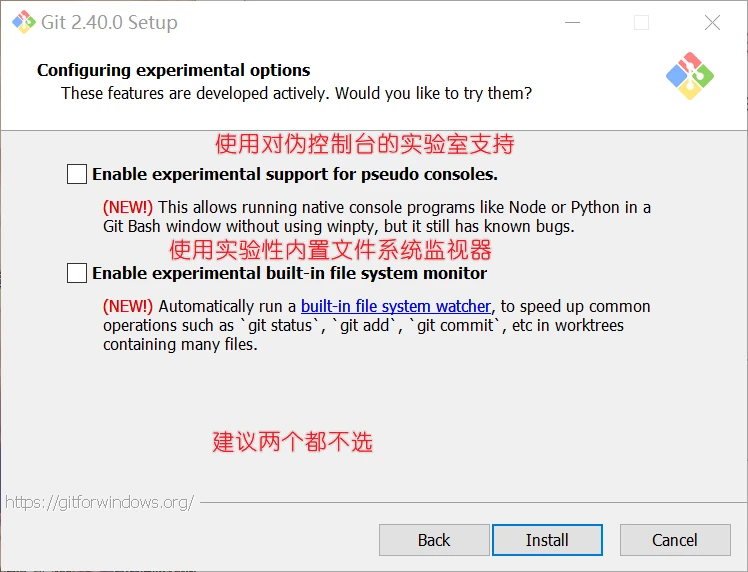 Git 2.40.0 Setup
Configuring experimental options
These features are developed actively. Would you like to try them?
使用对伪控制台的实验室支持
Enable experimental support for pseudo consoles.
(NEW!) This allows running native console programs like Node or Python in a
Git Bash window without using winpty, but it still has known bugs.
使用实验性内置文件系统监视器
Enable experimental built-in file system monitor
(NEW!) Automatically run a built-in file system watcher, to speed up common
operations such as `git status`, `git add`, `git commit`, etc in worktrees
containing many files.
建议两个都不选
https://gitforwindows.org/
Back
Install
Cancel